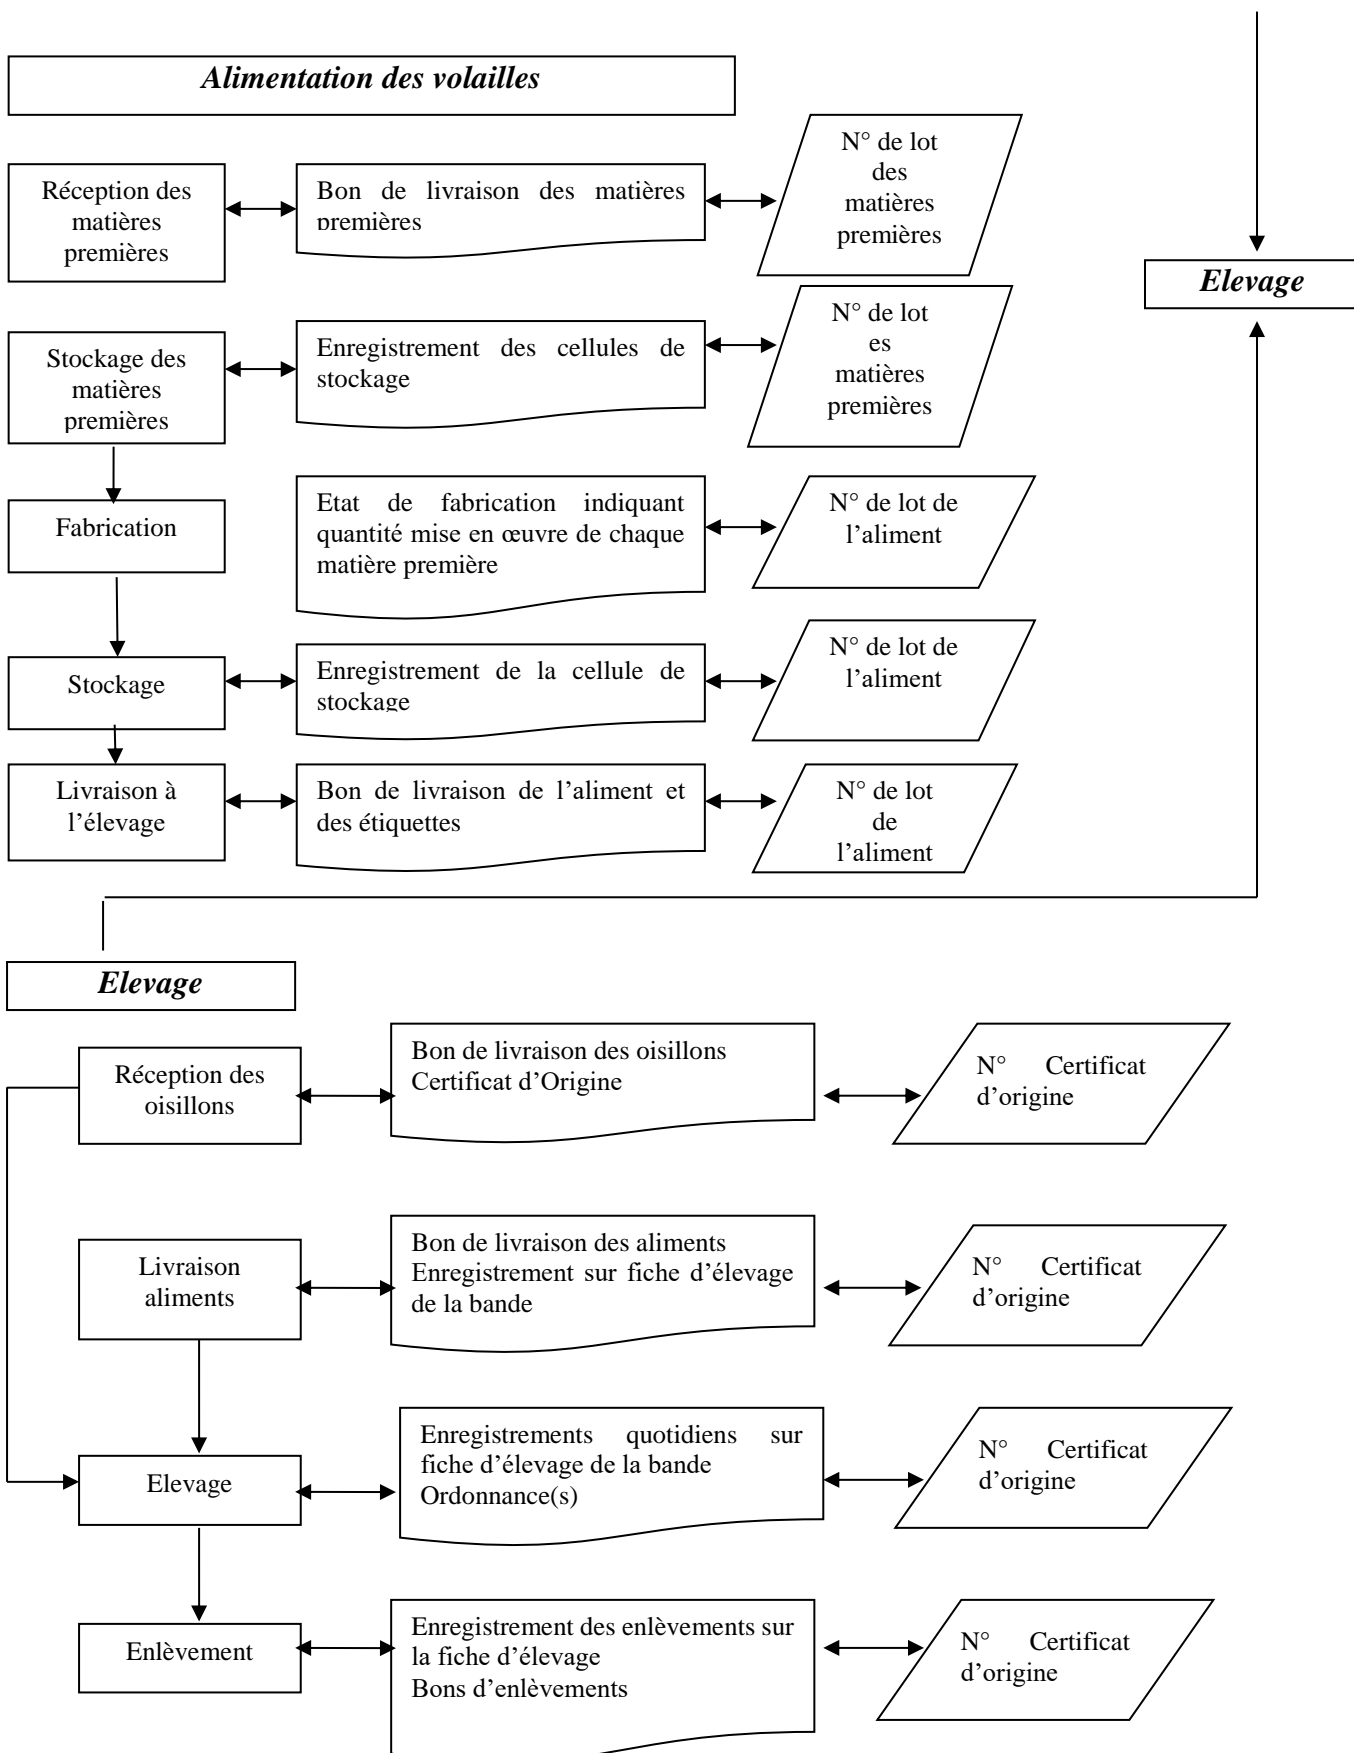 Alimentation des volailles
Réception des
matières
premières
Bon de livraison des matières
premières
N° de lot
des
matières
premières
Elevage
Stockage des
matières
premières
Enregistrement des cellules de
stockage
N° de lot
es
matières
premières
Fabrication
Etat de fabrication indiquant
quantité mise en œuvre de chaque
matière première
N° de lot de
l’aliment
Stockage
Enregistrement de la cellule de
stockage
N° de lot de
l’aliment
Livraison à
l’élevage
Bon de livraison de l’aliment et
des étiquettes
N° de lot
de
l’aliment
Elevage
Réception des
oisillons
Bon de livraison des oisillons
Certificat d’Origine
N° Certificat
d’origine
Livraison
aliments
Bon de livraison des aliments
Enregistrement sur fiche d’élevage
de la bande
N° Certificat
d’origine
Elevage
Enregistrements quotidiens sur
fiche d’élevage de la bande
Ordonnance(s)
N° Certificat
d’origine
Enlèvement
Enregistrement des enlèvements sur
la fiche d’élevage
Bons d’enlèvements
N° Certificat
d’origine